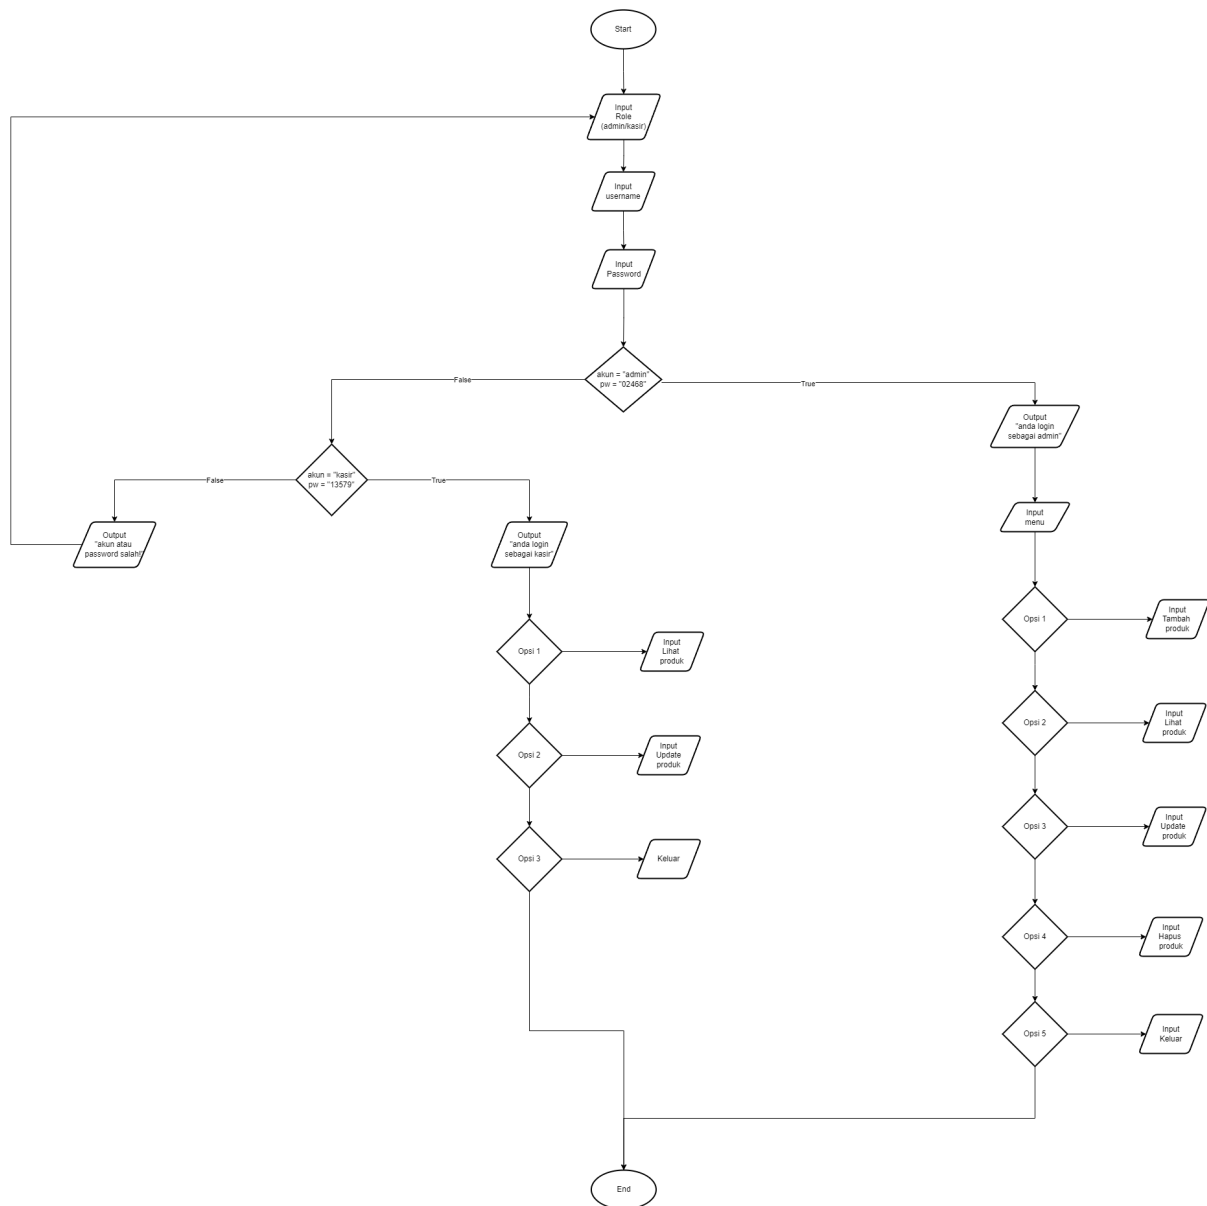 Start
Input
Role
(admin/kasir)
Input
username
Input
Password
akun = "admin"
pw = "02468"
False
True
Output
"anda login
sebagai admin"
akun = "kasir"
pw = "13579"
False
True
Output
"akun atau
password salah!"
Output
"anda login
sebagai kasir"
Input
menu
Opsi 1
Input
Lihat
produk
Opsi 2
Input
Update
produk
Opsi 3
Keluar
Opsi 1
Input
Tambah
produk
Opsi 2
Input
Lihat
produk
Opsi 3
Input
Update
produk
Opsi 4
Input
Hapus
produk
Opsi 5
Input
Keluar
End